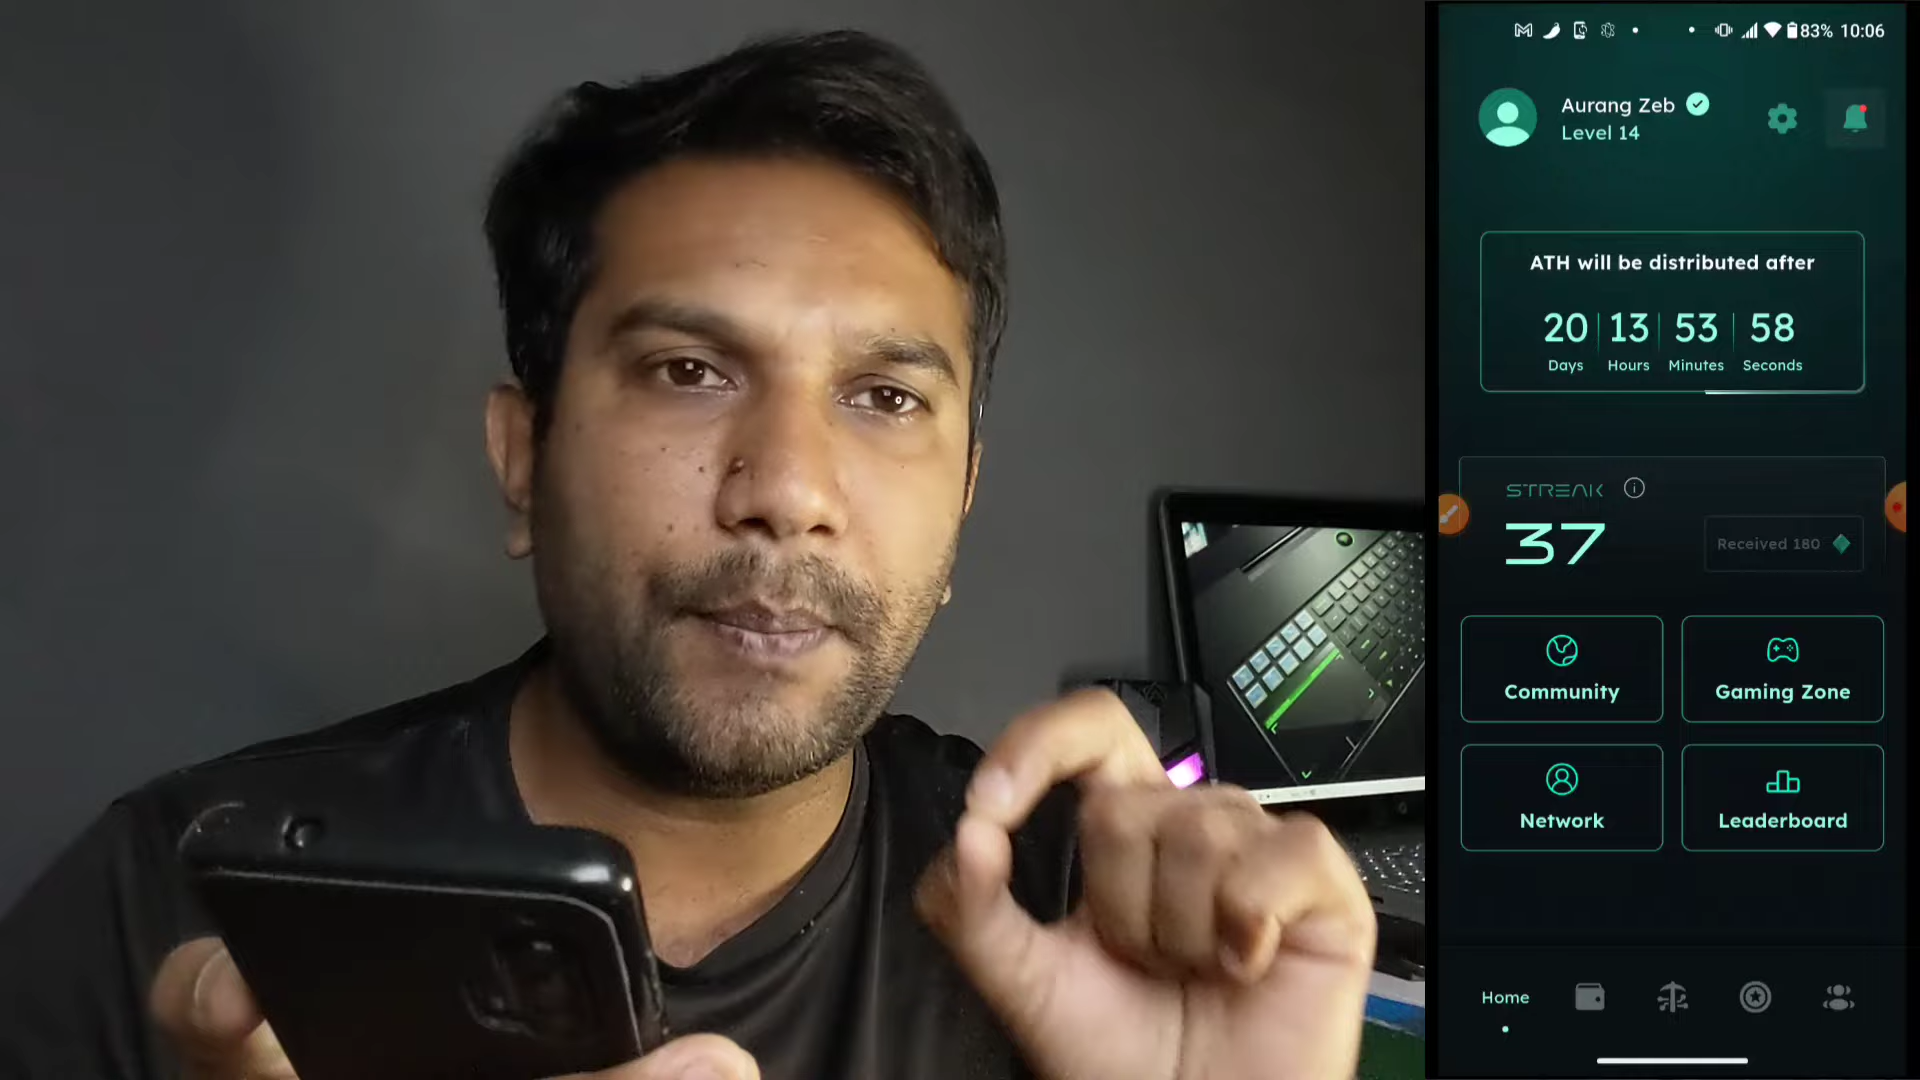 83% 10:06
Aurang Zeb
Level 14
ATH will be distributed after
20 13 53 58
Days Hours Minutes Seconds
STREAK
37
Received 180
Community
Gaming Zone
Network
Leaderboard
Home